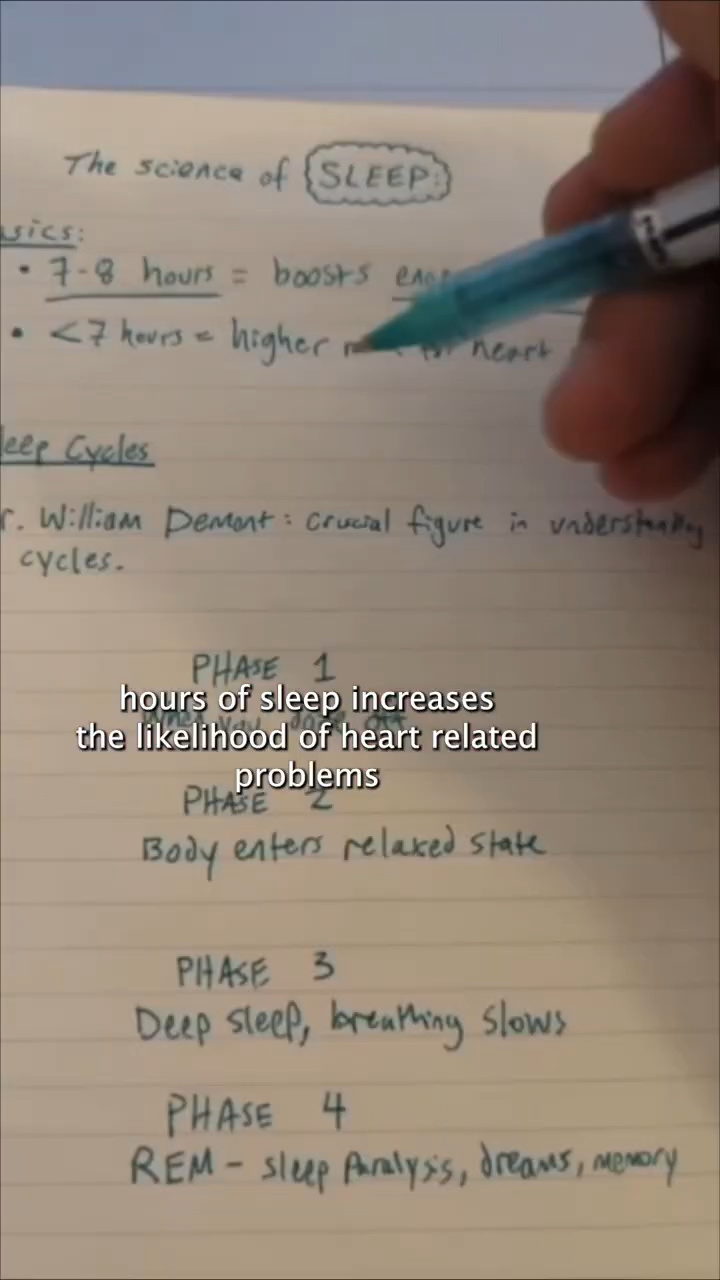 The science of SLEEP:
asics:
• 7-8 hours = boosts
• <7 hours = higher heart
leep Cycles
r. William Dement: crucial figure in understanding
cycles.
PHASE 1
hours of sleep increases
the likelihood of heart related
problems
PHASE 2
Body enters relaxed state
PHASE 3
Deep sleep, breathing slows
PHASE 4
REM - sleep Paralysis, dreams, memory